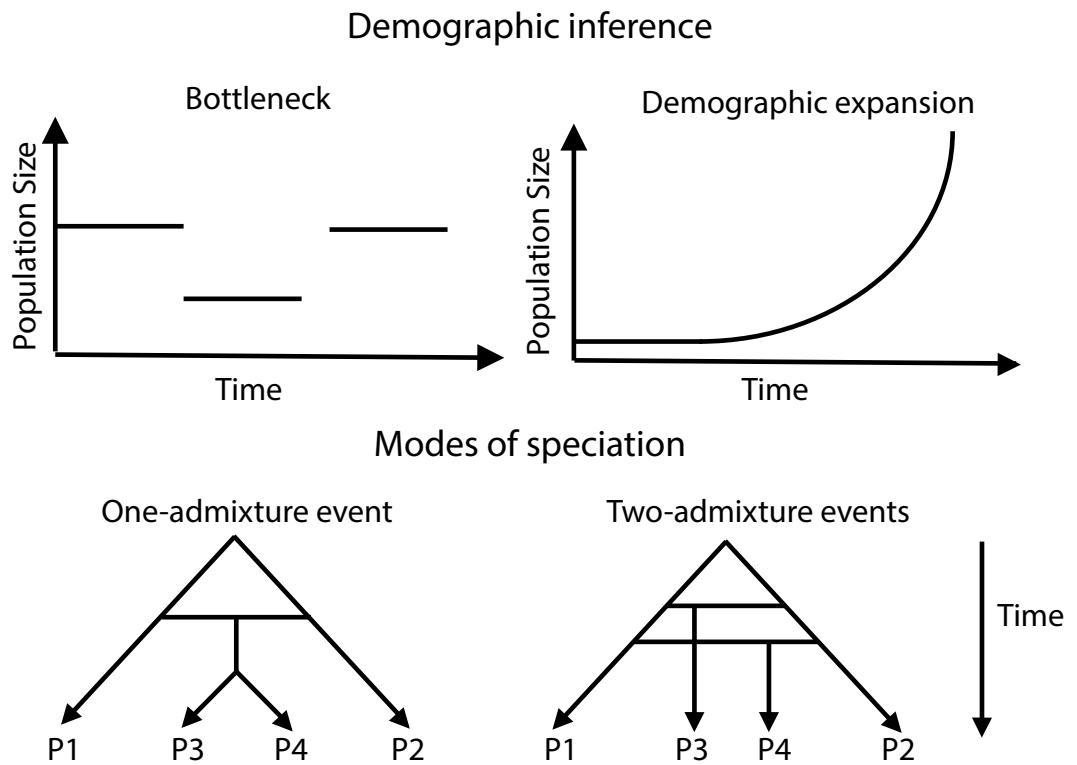 Demographic inference
Bottleneck
Demographic expansion
Population Size
Time
Population Size
Time
Modes of speciation
One-admixture event
Two-admixture events
Time
P1
P3
P4
P2
P1
P3
P4
P2